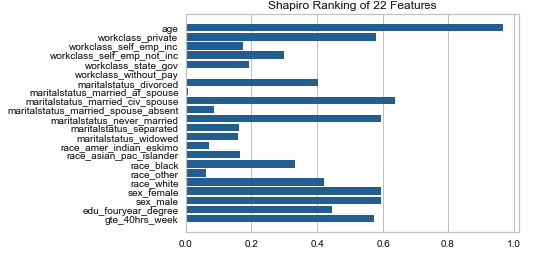 Shapiro Ranking of 22 Features
age
workclass_private
workclass_self_emp_inc
workclass_self_emp_not_inc
workclass_state_gov
workclass_without_pay
maritalstatus_divorced
maritalstatus_married_af_spouse
maritalstatus_married_civ_spouse
maritalstatus_married_spouse_absent
maritalstatus_never_married
maritalstatus_separated
maritalstatus_widowed
race_amer_indian_eskimo
race_asian_pac_islander
race_black
race_other
race_white
sex_female
sex_male
edu_fouryear_degree
gte_40hrs_week
0.0 0.2 0.4 0.6 0.8 1.0